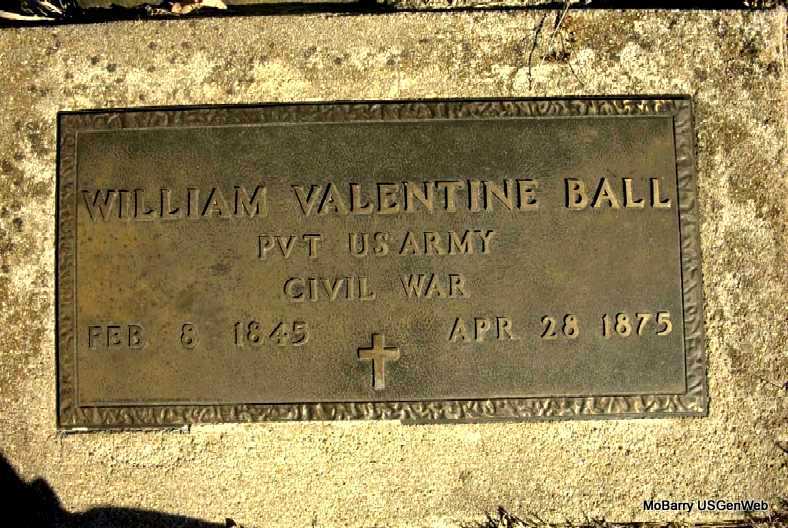 WILLIAM VALENTINE BALL
PVT US ARMY
CIVIL WAR
FEB 8 1845 APR 28 1875
MoBarry USGenWeb